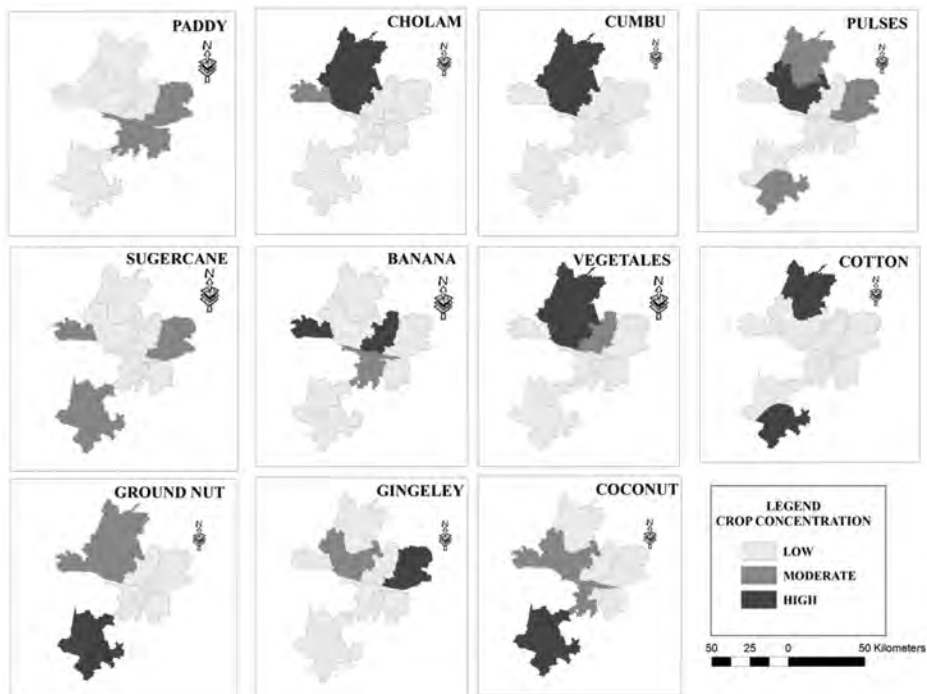 PADDY
N
CHOLAM
N
CUMBU
N
PULSES
N
SUGERCANE
N
BANANA
N
VEGETALES
N
COTTON
N
GROUND NUT
N
GINGELEY
N
COCONUT
N
LEGEND
CROP CONCENTRATION
LOW
MODERATE
HIGH
50 25 0 50 Kilometers